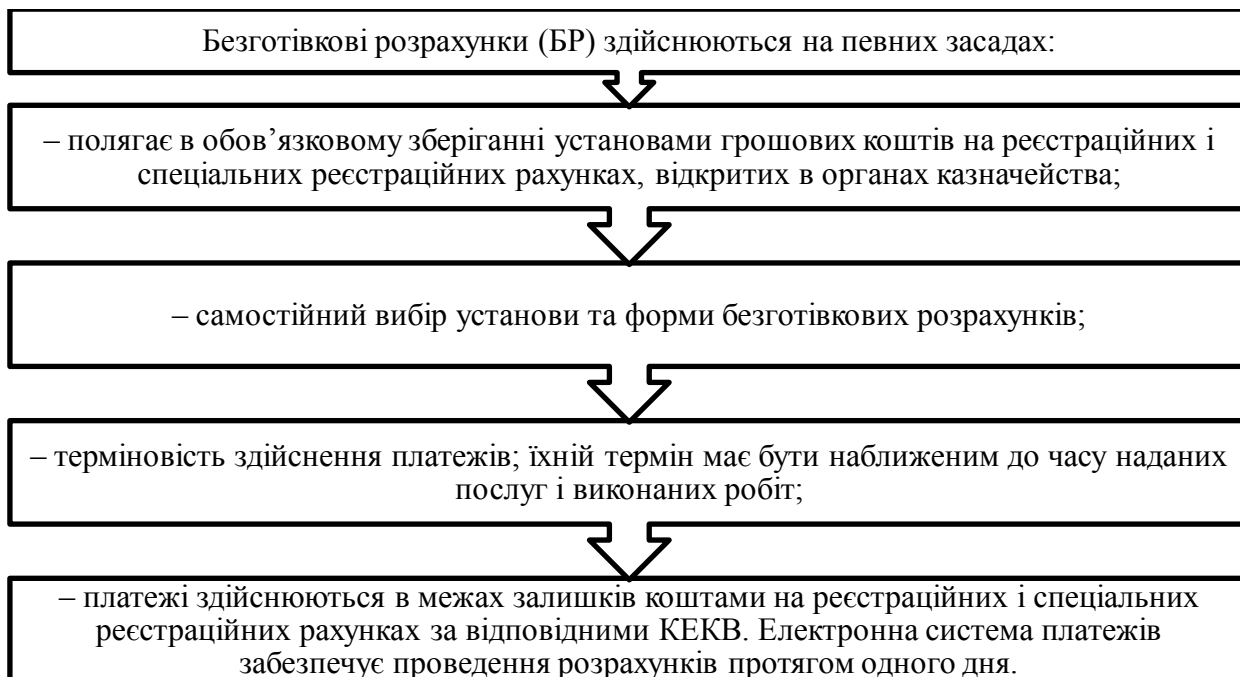 Безготівкові розрахунки (БР) здійснюються на певних засадах:
– полягає в обов’язковому зберіганні установами грошових коштів на реєстраційних і
спеціальних реєстраційних рахунках, відкритих в органах казначейства;
– самостійний вибір установи та форми безготівкових розрахунків;
– терміновість здійснення платежів; їхній термін має бути наближеним до часу наданих
послуг і виконаних робіт;
– платежі здійснюються в межах залишків коштами на реєстраційних і спеціальних
реєстраційних рахунках за відповідними КЕКВ. Електронна система платежів
забезпечує проведення розрахунків протягом одного дня.